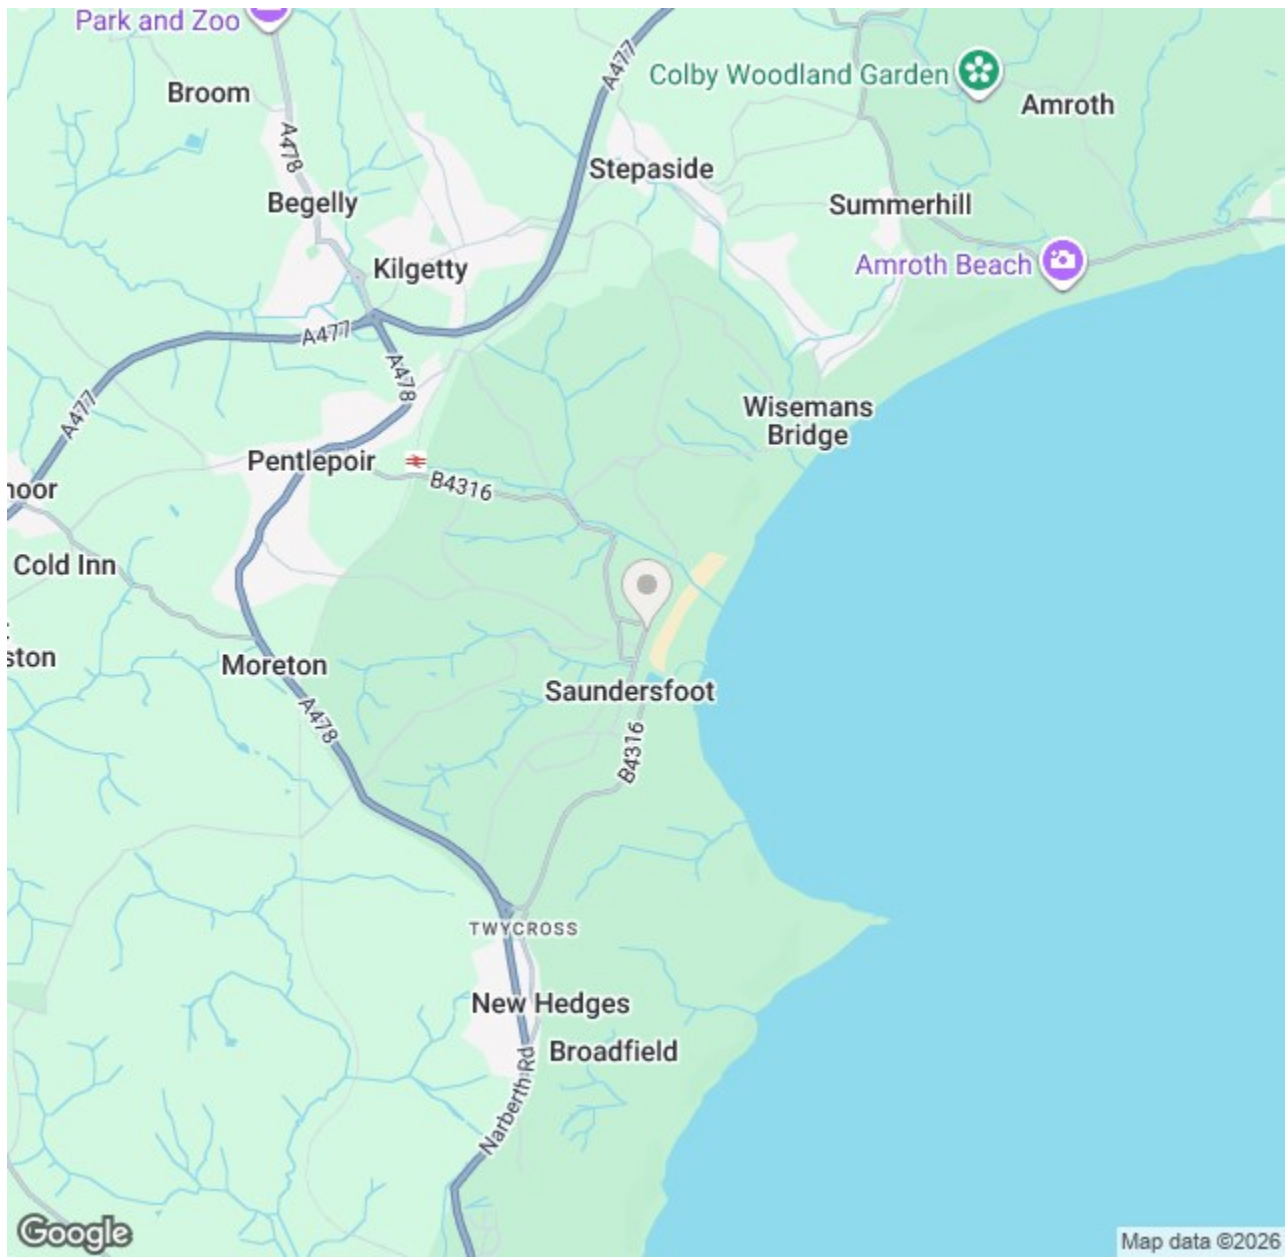 Park and Zoo
Broom
A478
A477
Colby Woodland Garden
Amroth
Stepaside
Begelly
Summerhill
Kilgetty
Amroth Beach
A477
A478
A477
Wisemans
Bridge
Pentlepoir
B4316
noor
Cold Inn
ston
Moreton
Saundersfoot
A478
B4316
TWYCROSS
New Hedges
Broadfield
Narberth Rd
Google
Map data ©2026